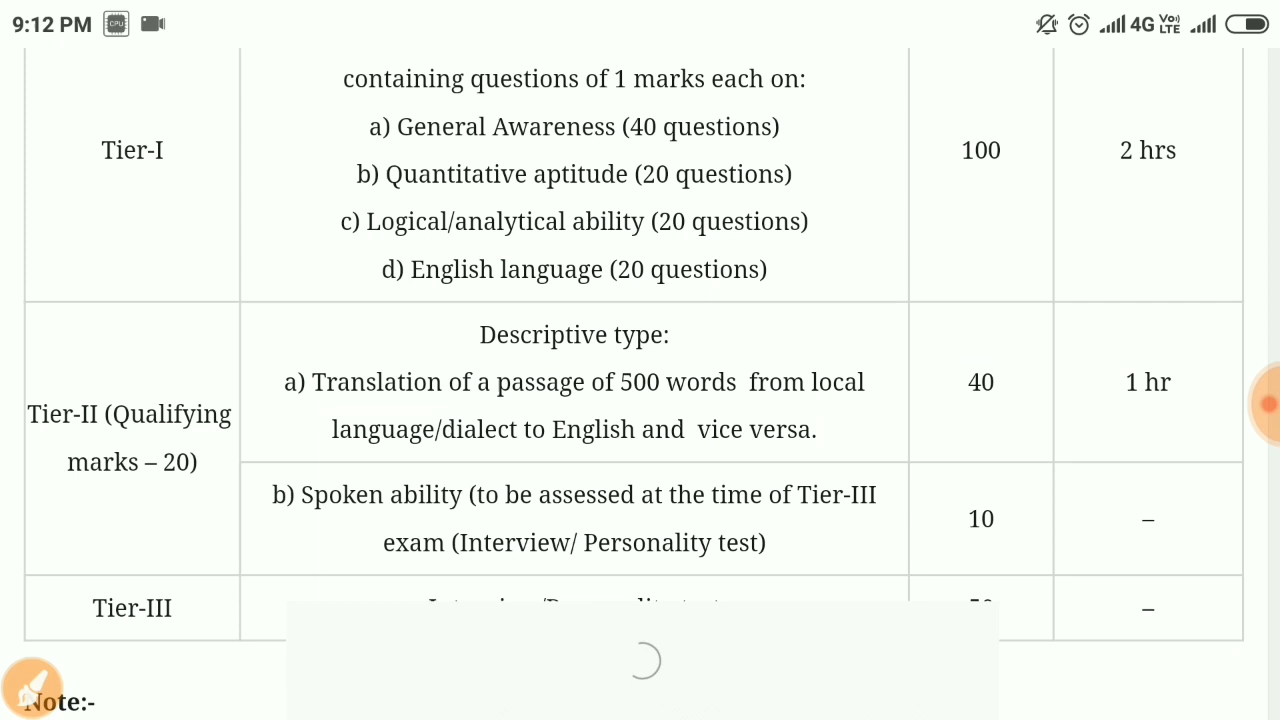 9:12 PM CPU 4G Vo)) LTE
containing questions of 1 marks each on:
a) General Awareness (40 questions)
Tier-I 100 2 hrs
b) Quantitative aptitude (20 questions)
c) Logical/analytical ability (20 questions)
d) English language (20 questions)
Descriptive type:
a) Translation of a passage of 500 words from local 40 1 hr
Tier-II (Qualifying
language/dialect to English and vice versa.
marks – 20)
b) Spoken ability (to be assessed at the time of Tier-III
10 –
exam (Interview/ Personality test)
Tier-III –
Note:-